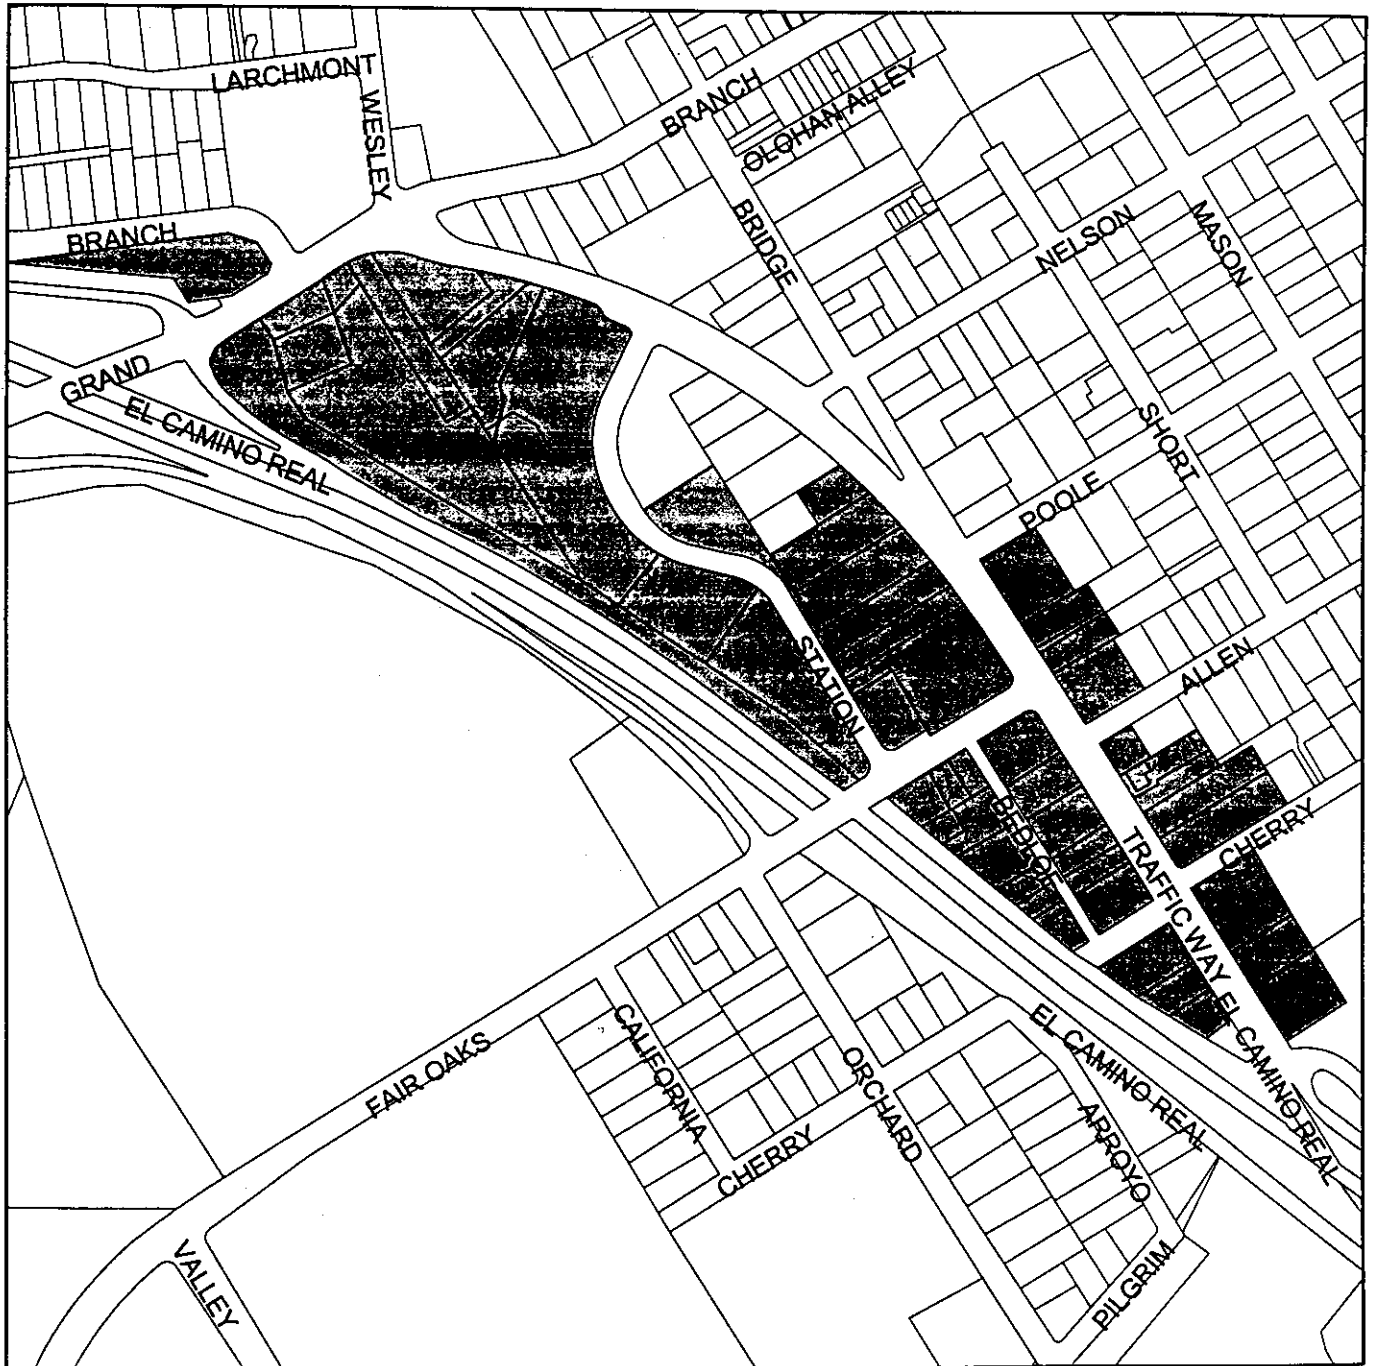 LARCHMONT
WESLEY
BRANCH
OLOHAN ALLEY
BRANCH
BRIDGE
NELSON
MASON
GRAND
EL CAMINO REAL
SHORT
POOLE
STATION
ALLEN
CHERRY
TRAFFIC WAY
EL CAMINO REAL
FAIR OAKS
CALIFORNIA
ORCHARD
EL CAMINO REAL
CHERRY
ARROYO
VALLEY
PILGRIM